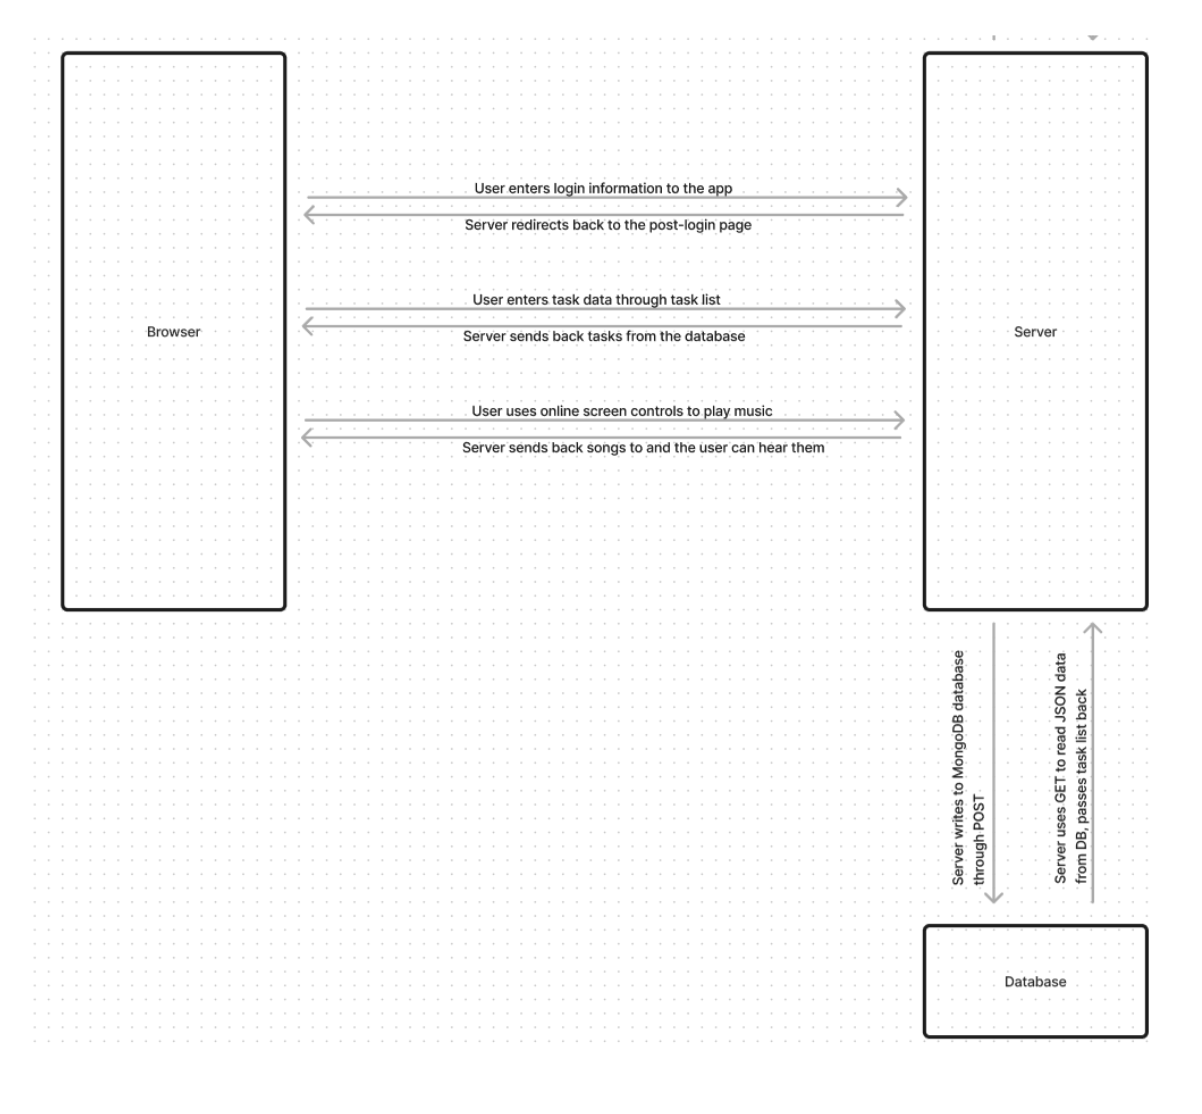 User enters login information to the app
Server redirects back to the post-login page
User enters task data through task list
Browser
Server
Server sends back tasks from the database
User uses online screen controls to play music
Server sends back songs to and the user can hear them
Server writes to MongoDB database
through POST
Server uses GET to read JSON data
from DB, passes task list back
Database